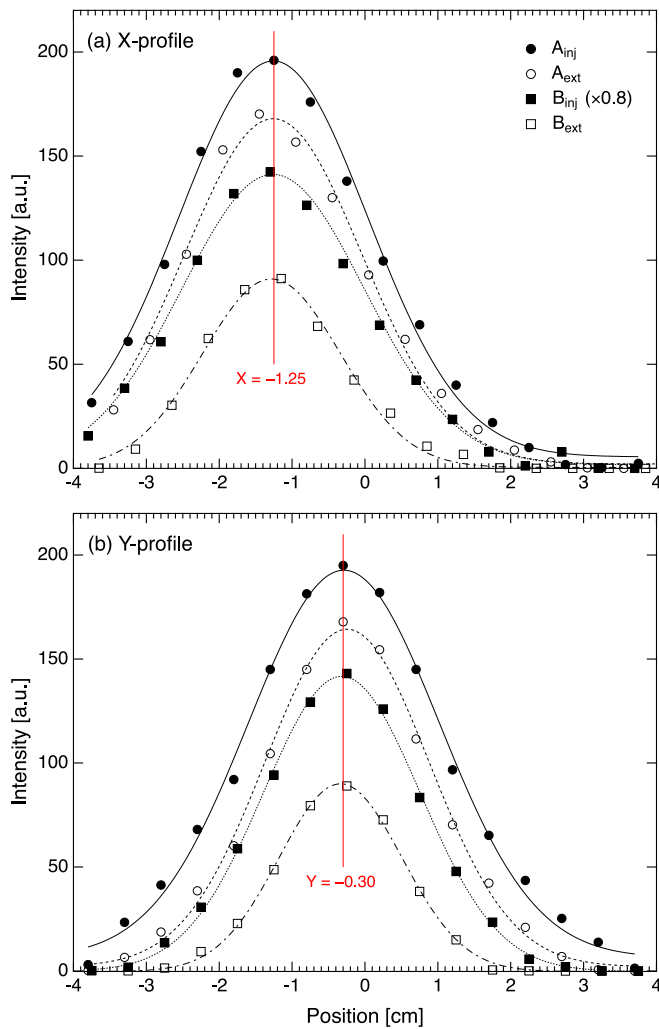 (a) X-profile
A_inj
A_ext
B_inj (×0.8)
B_ext
Intensity [a.u.]
200
150
100
50
0
X = −1.25
-4 -3 -2 -1 0 1 2 3 4
(b) Y-profile
Intensity [a.u.]
200
150
100
50
0
Y = −0.30
-4 -3 -2 -1 0 1 2 3 4
Position [cm]